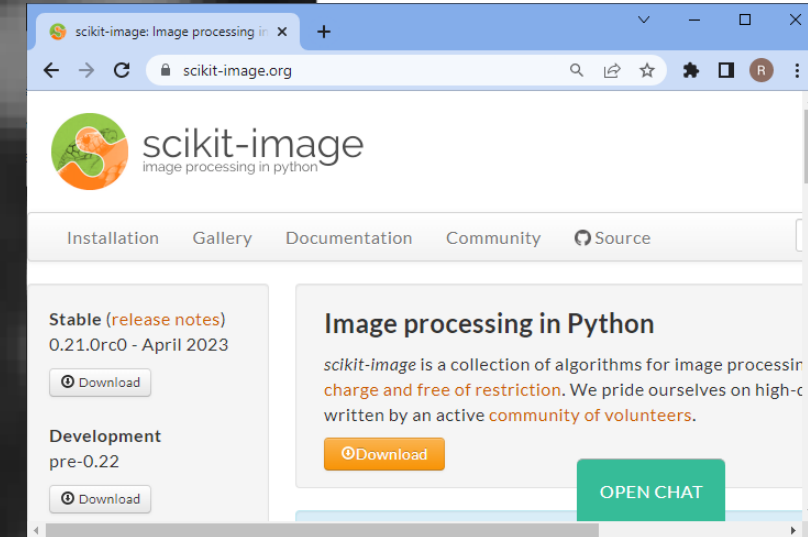 scikit-image: Image processing in
scikit-image.org
R
scikit-image
image processing in python
Installation Gallery Documentation Community Source
Stable (release notes)
0.21.0rc0 - April 2023
Download
Development
pre-0.22
Download
Image processing in Python
scikit-image is a collection of algorithms for image processin
charge and free of restriction. We pride ourselves on high-
written by an active community of volunteers.
Download
OPEN CHAT